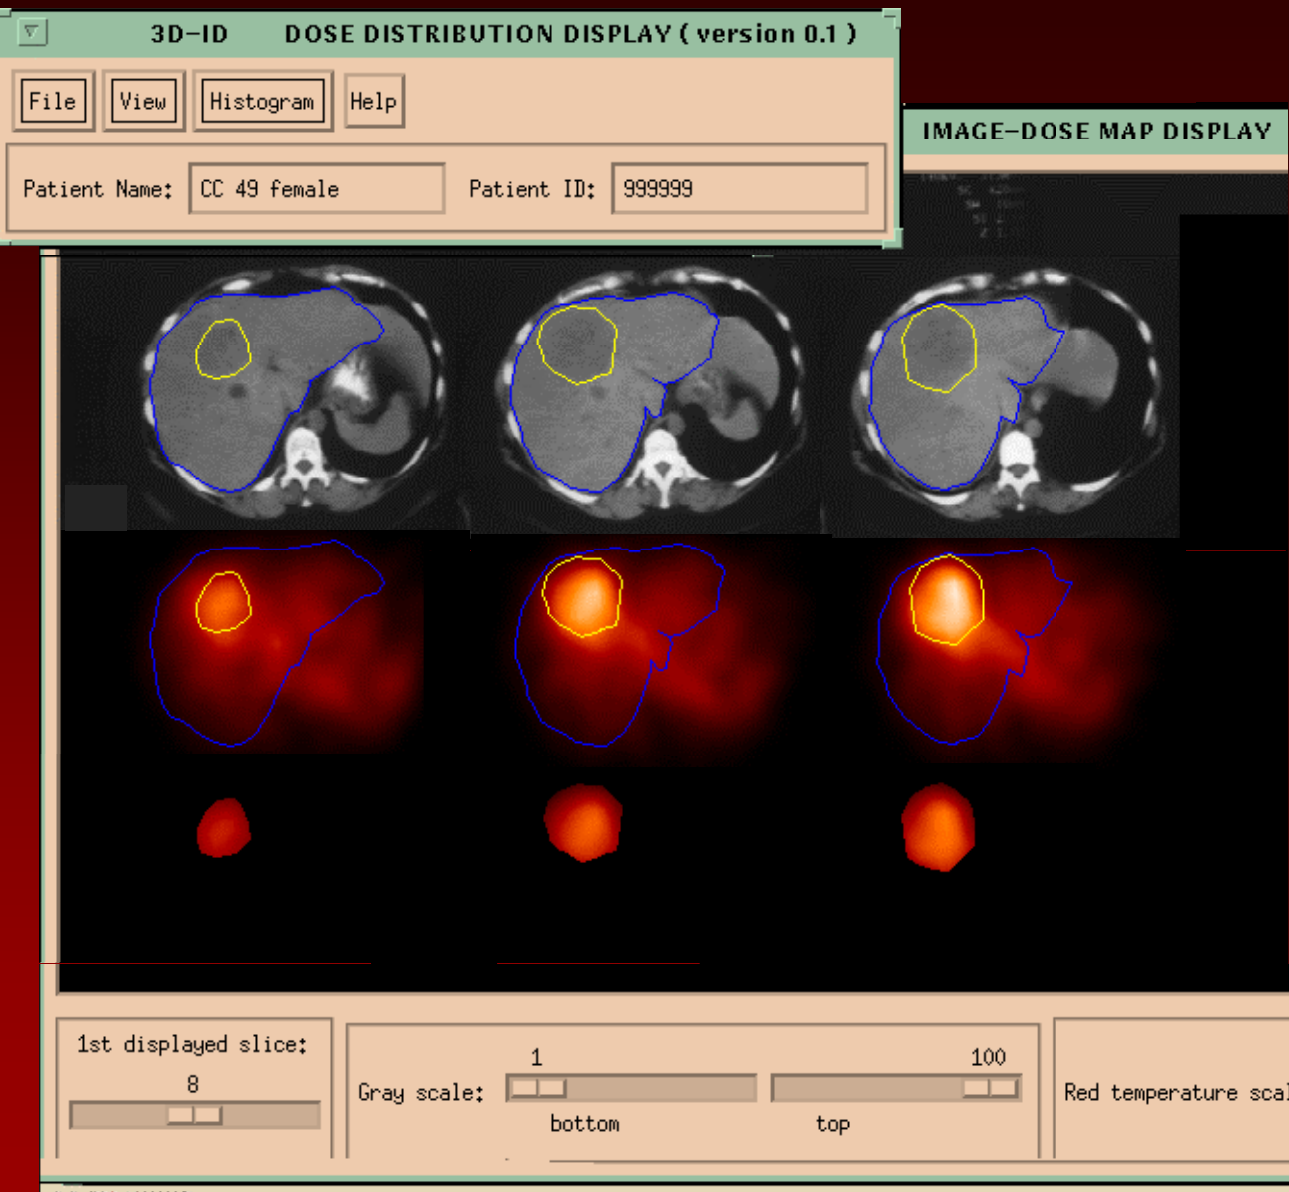 3D-ID DOSE DISTRIBUTION DISPLAY ( version 0.1 )
File View Histogram Help
IMAGE-DOSE MAP DISPLAY
Patient Name: CC 49 female Patient ID: 999999
1st displayed slice:
8
Gray scale:
1 100
bottom top
Red temperature scal